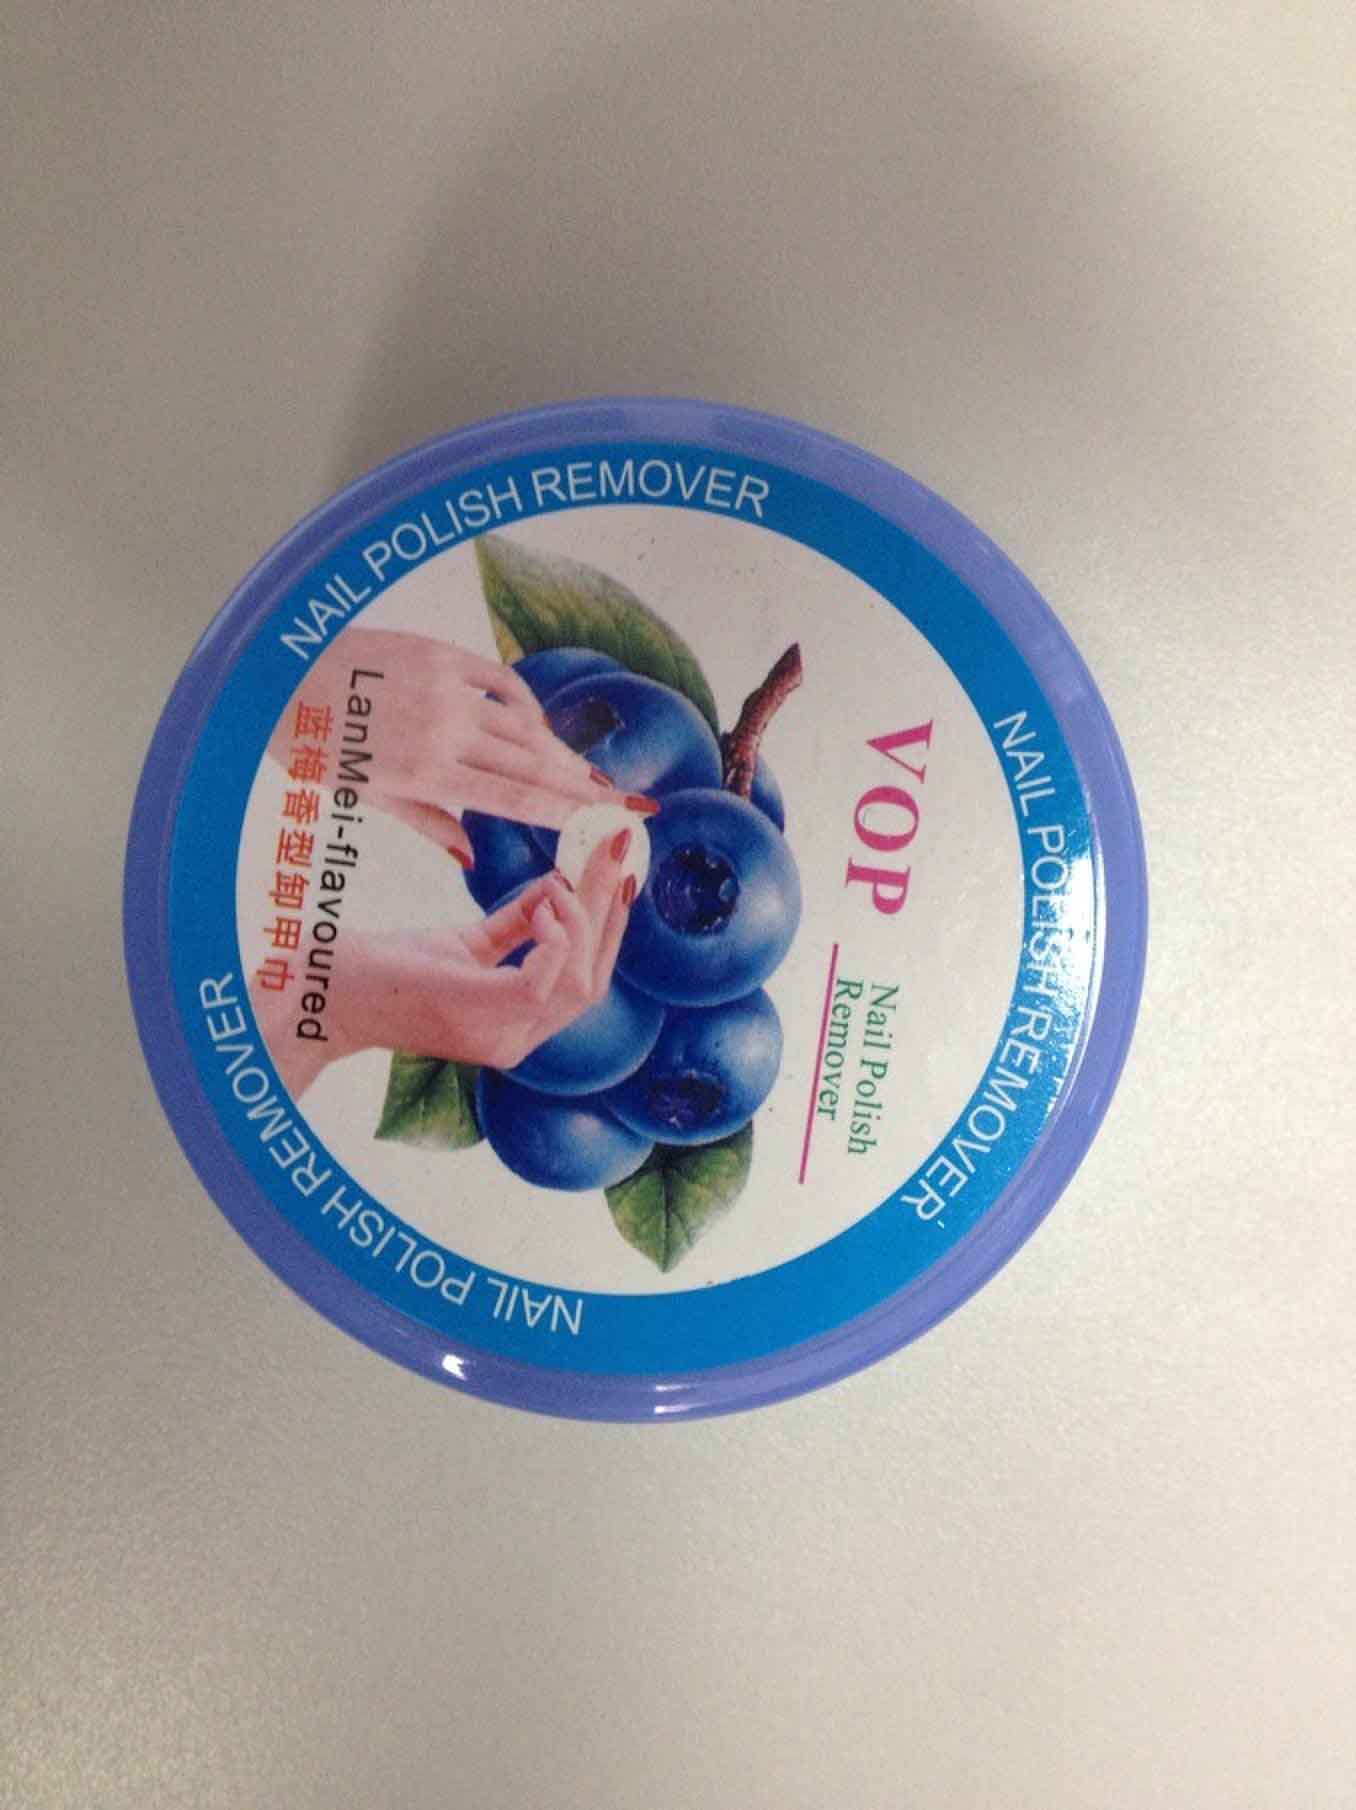 NAIL POLISH REMOVER
VOP
Nail Polish
Remover
LanMei-flavoured
蓝梅香型卸甲巾
NAIL POLISH REMOVER
NAIL POLISH REMOVER